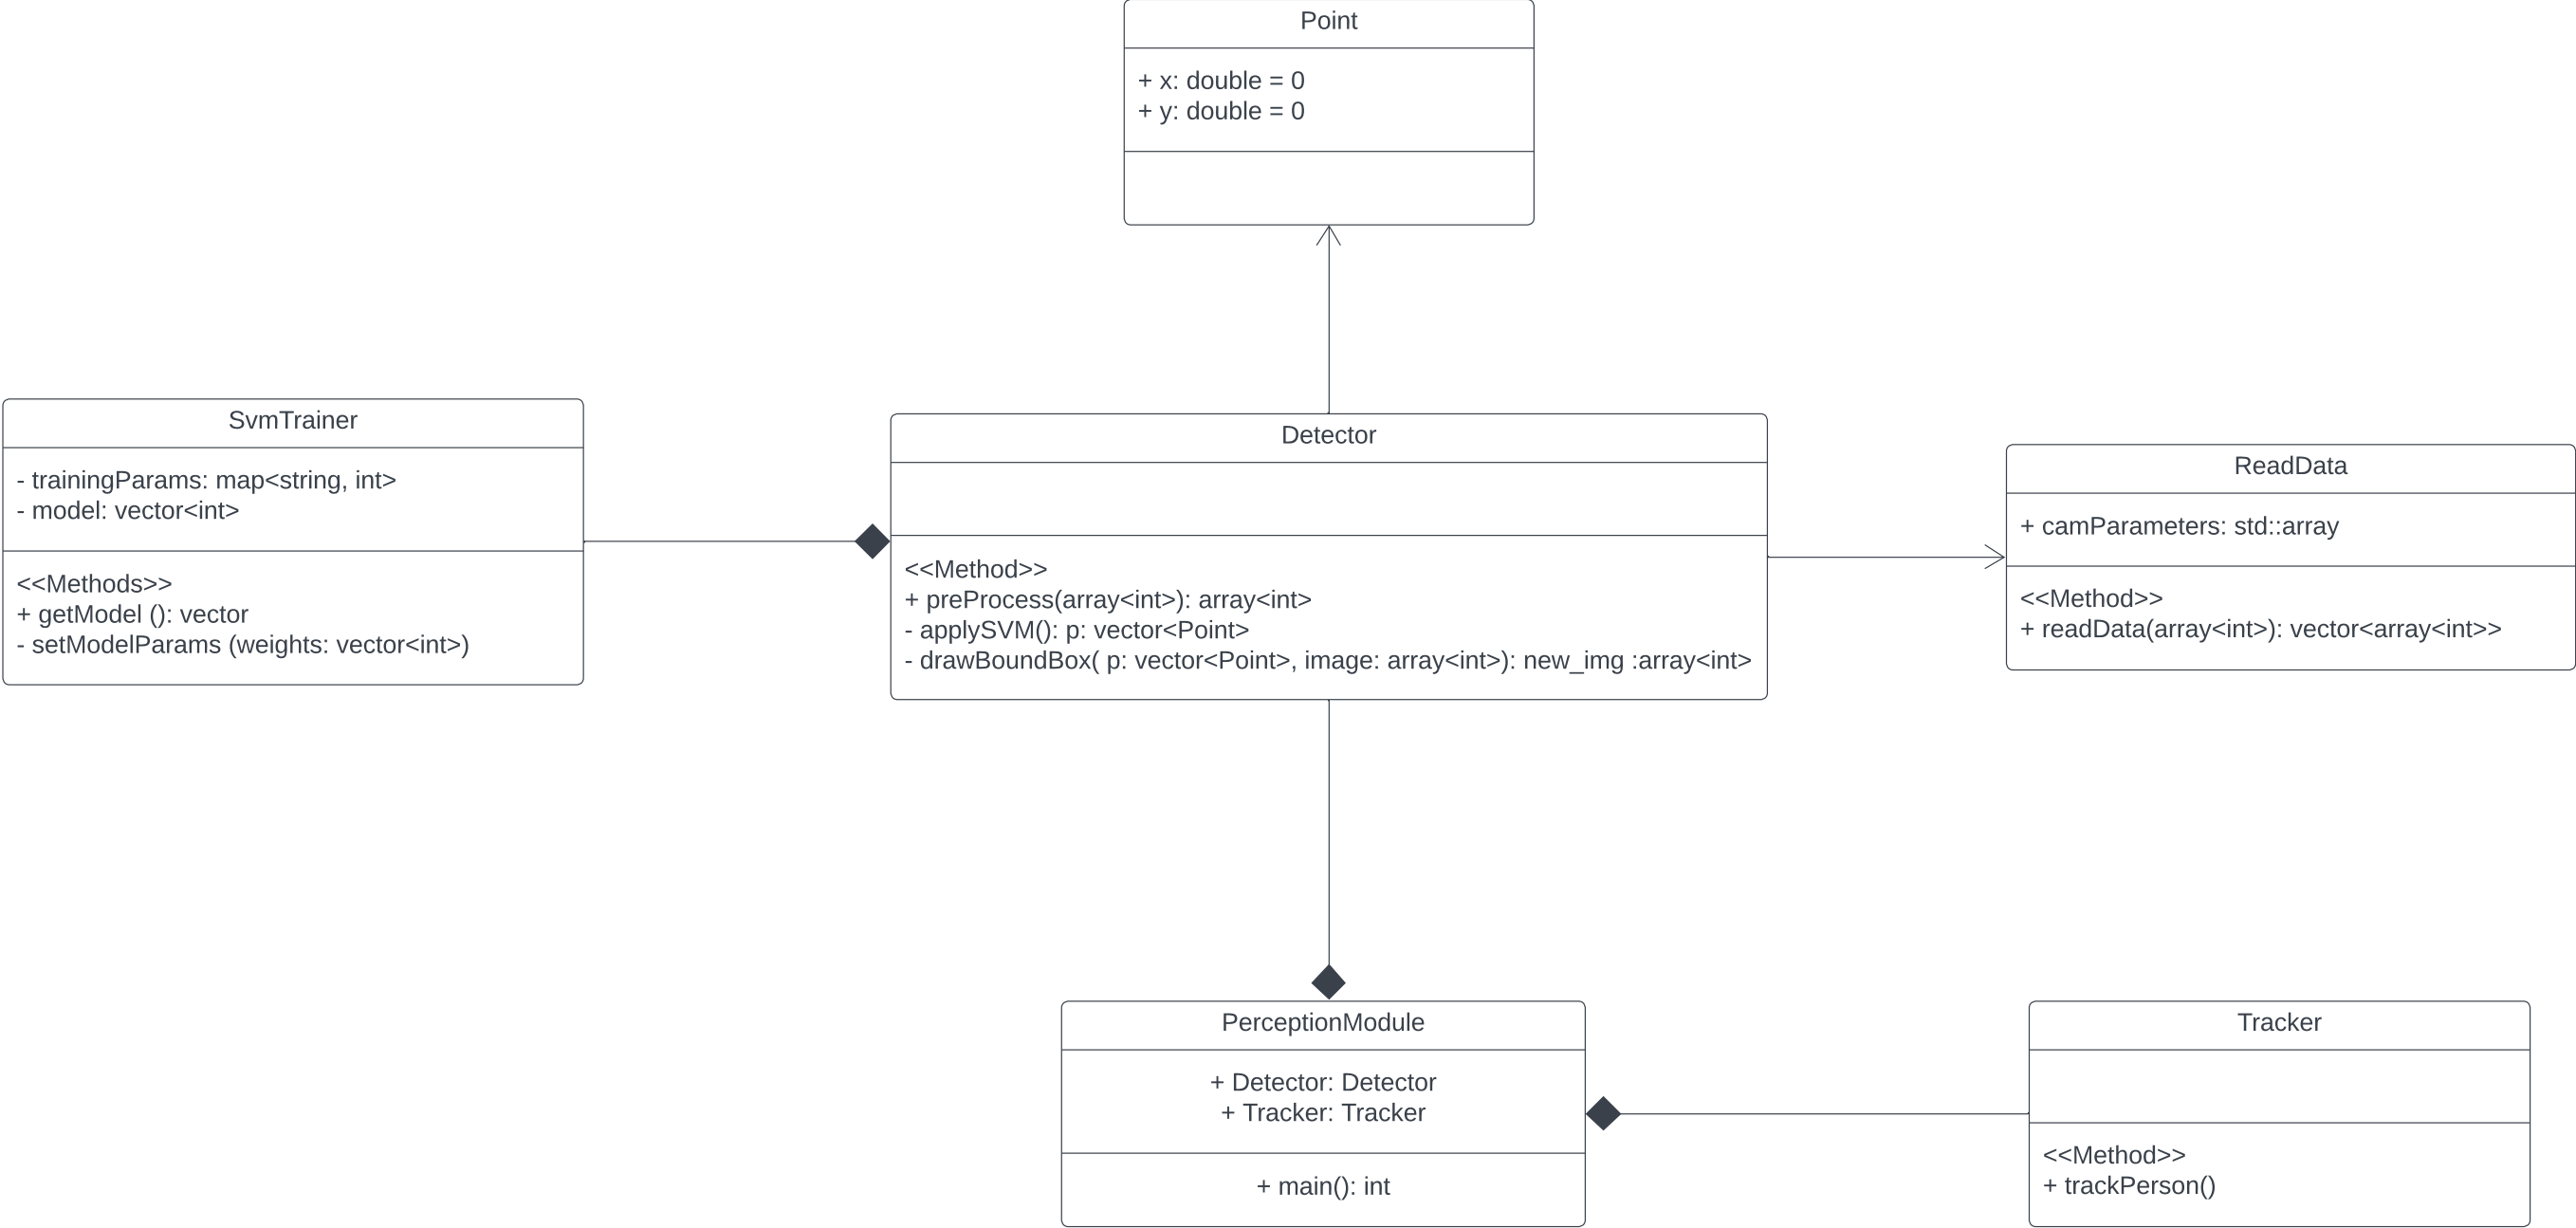 Point
+ x: double = 0
+ y: double = 0
SvmTrainer
- trainingParams: map<string, int>
- model: vector<int>
<<Methods>>
+ getModel (): vector
- setModelParams (weights: vector<int>)
Detector
<<Method>>
+ preProcess(array<int>): array<int>
- applySVM(): p: vector<Point>
- drawBoundBox( p: vector<Point>, image: array<int>): new_img :array<int>
ReadData
+ camParameters: std::array
<<Method>>
+ readData(array<int>): vector<array<int>>
PerceptionModule
+ Detector: Detector
+ Tracker: Tracker
+ main(): int
Tracker
<<Method>>
+ trackPerson()